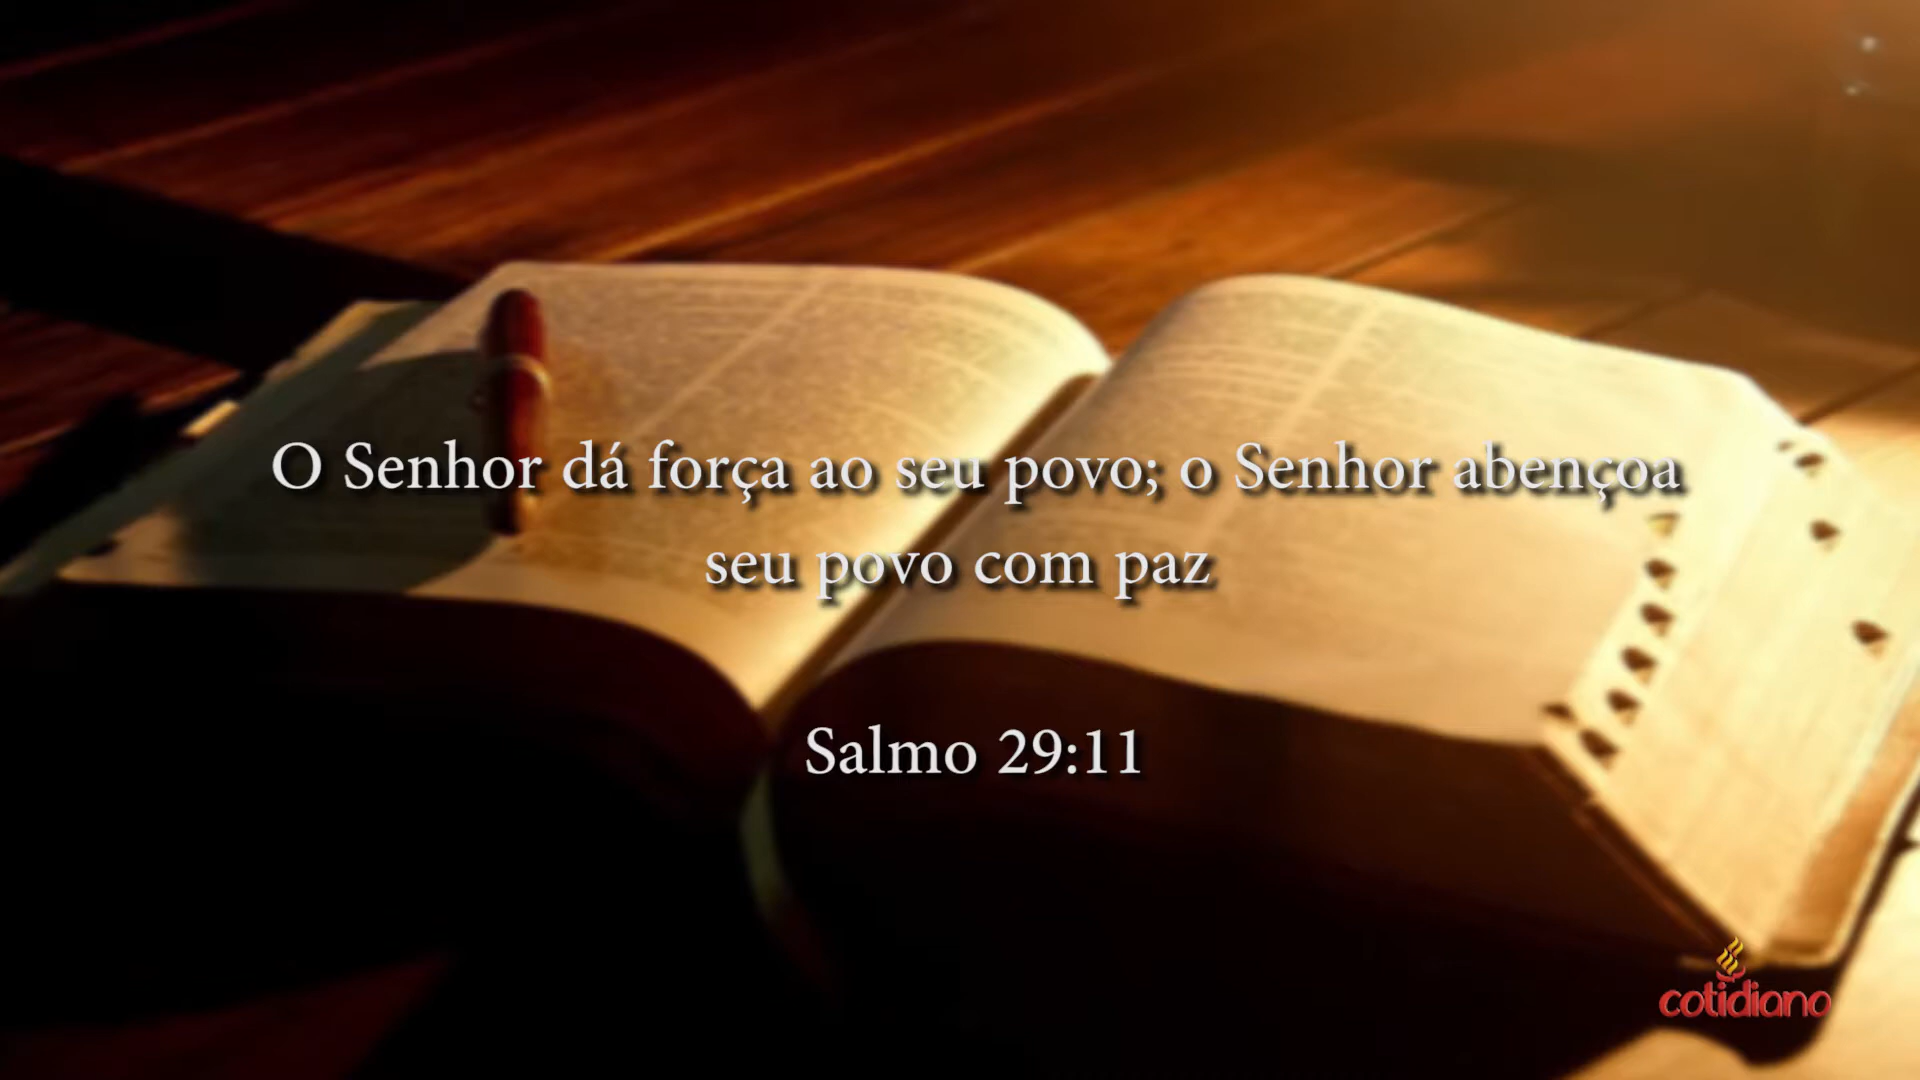 O Senhor dá força ao seu povo; o Senhor abençoa
seu povo com paz
Salmo 29:11
cotidiano